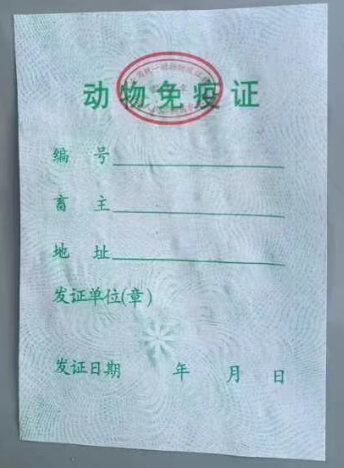 动物免疫证
编 号
畜 主
地 址
发证单位(章)
发证日期 年 月 日